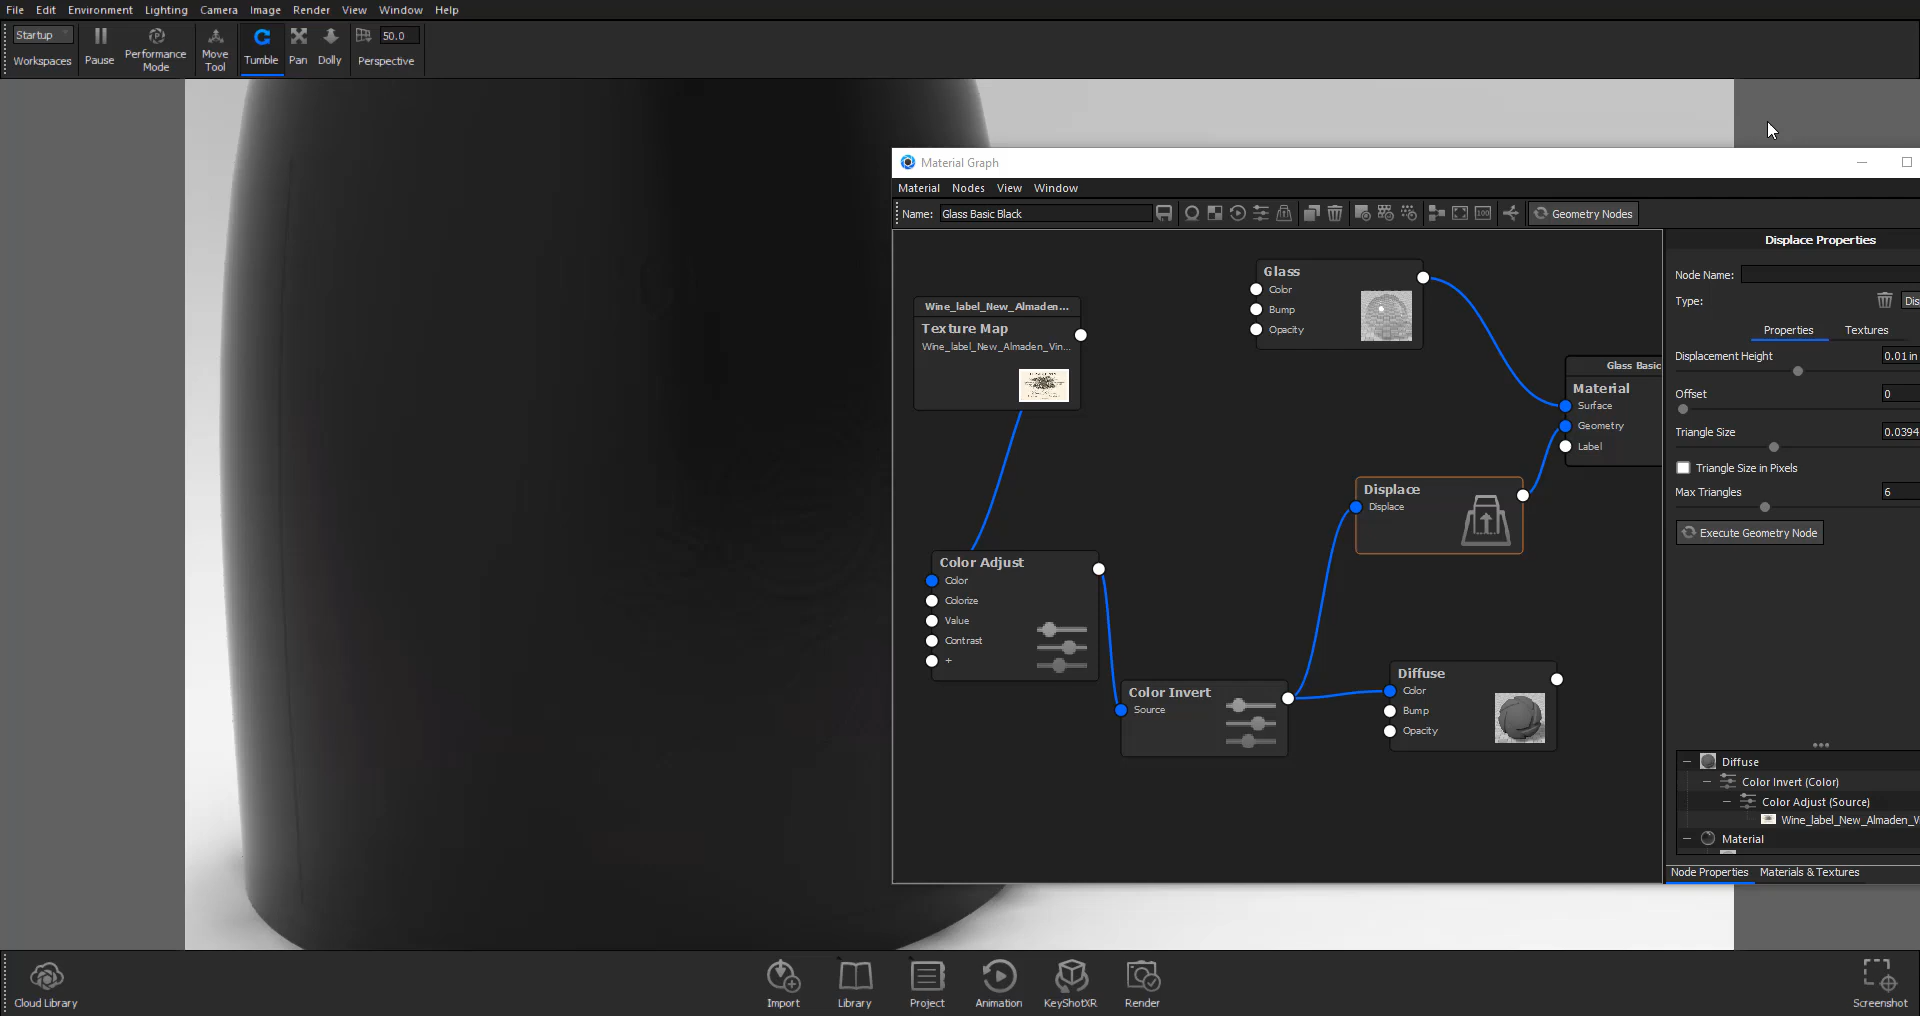 File Edit Environment Lighting Camera Image Render View Window Help
Startup
50.0
Workspaces Pause Performance Mode Move Tool Tumble Pan Dolly Perspective
Material Graph
Material Nodes View Window
Name: Glass Basic Black
100
Geometry Nodes
Wine_label_New_Almaden...
Texture Map
Wine_label_New_Almaden_Vin...
Glass
Color
Bump
Opacity
Glass Basic
Material
Surface
Geometry
Label
Displace
Displace
Color Adjust
Color
Colorize
Value
Contrast
+
Color Invert
Source
Diffuse
Color
Bump
Opacity
Displace Properties
Node Name:
Type: Dis
Properties Textures
Displacement Height 0.01 in
Offset 0
Triangle Size 0.0394
Triangle Size in Pixels
Max Triangles 6
Execute Geometry Node
Diffuse
Color Invert (Color)
Color Adjust (Source)
Wine_label_New_Almaden_V
Material
Node Properties Materials & Textures
Cloud Library Import Library Project Animation KeyShotXR Render Screenshot